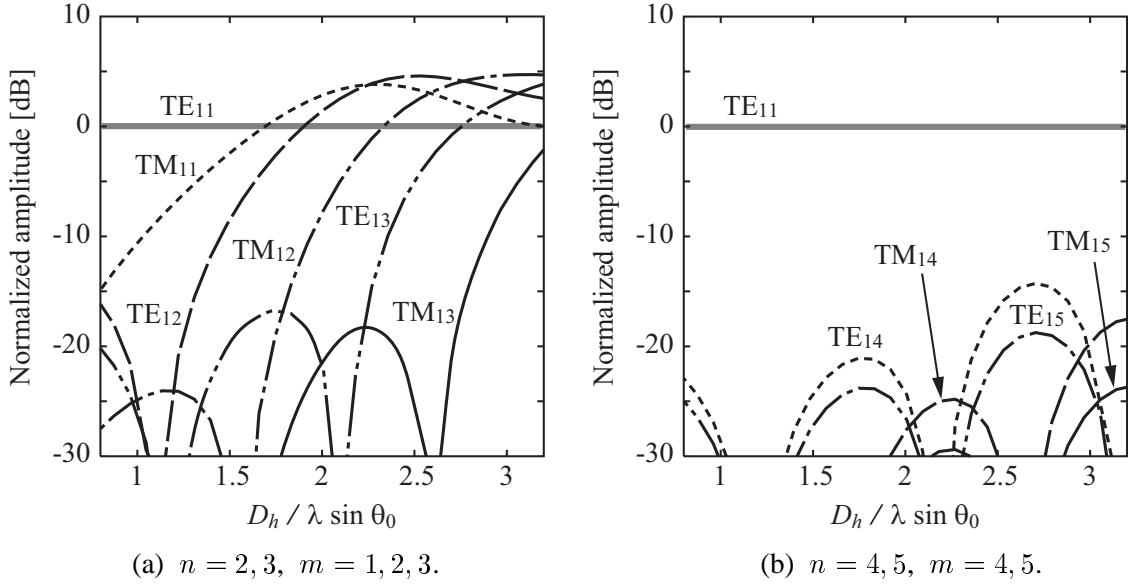 10
0
-10
-20
-30
Normalized amplitude [dB]
TE₁₁
TM₁₁
TE₁₂
TM₁₂
TE₁₃
TM₁₃
1
1.5
2
2.5
3
Dₕ / λ sin θ₀
(a) n = 2, 3, m = 1, 2, 3.
10
0
-10
-20
-30
Normalized amplitude [dB]
TE₁₁
TM₁₄
TM₁₅
TE₁₄
TE₁₅
1
1.5
2
2.5
3
Dₕ / λ sin θ₀
(b) n = 4, 5, m = 4, 5.